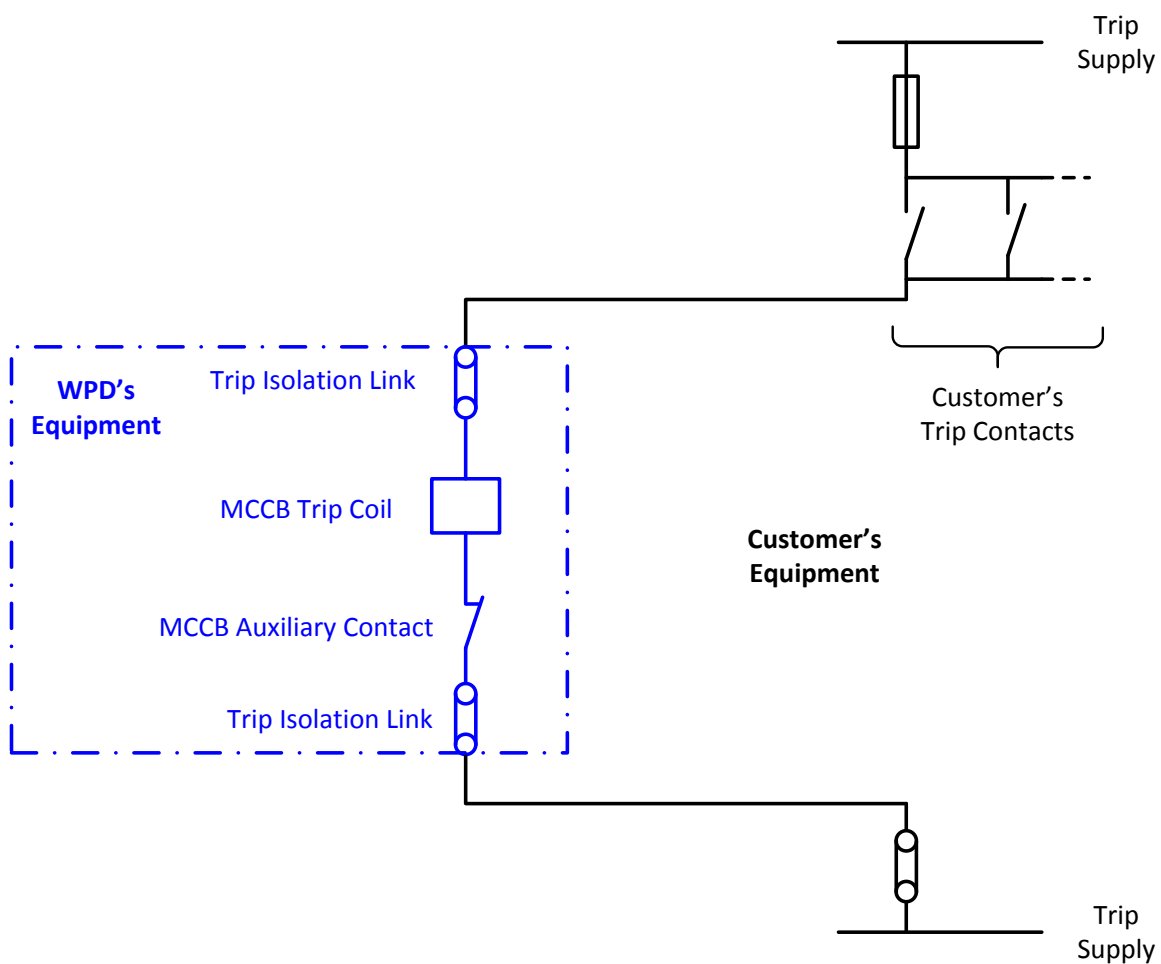 Trip
Supply
Trip Isolation Link
WPD's
Equipment
Customer's
Trip Contacts
MCCB Trip Coil
Customer's
Equipment
MCCB Auxiliary Contact
Trip Isolation Link
Trip
Supply